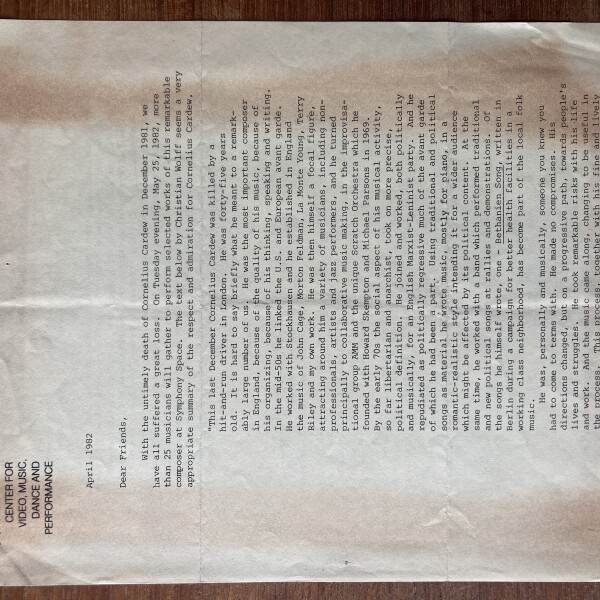 CENTER FOR
VIDEO, MUSIC,
DANCE AND
PERFORMANCE
April 1982
Dear Friends,
With the untimely death of Cornelius Cardew in December 1981, we
have all suffered a great loss. On Tuesday evening, May 25, 1982, more
than 25 musicians will gather to perform selected works of this remarkable
composer at Symphony Space. The text below by Christian Wolff seems a very
appropriate summary of the respect and admiration for Cornelius Cardew.
"This last December Cornelius Cardew was killed by a
hit-and-run driver in London. He was forty-five years
old. It is hard to say briefly what he meant to a remark-
ably large number of us. He was the most important composer
in England, because of the quality of his music, because of
his organizing, because of his thinking, speaking and writing.
In the mid-50s he linked the U.S. and European avant garde.
He worked with Stockhausen and he established in England
the music of John Cage, Morton Feldman, La Monte Young, Terry
Riley and my own work. He was then himself a focal figure,
attracting around him a variety of musicians, including non-
professionals, artists and jazz performers, and he turned
principally to collaborative music making, in the improvisa-
tional group AMM and the unique Scratch Orchestra which he
founded with Howard Skempton and Michael Parsons in 1969.
By the early 70s the social aspect of his musical activity,
so far libertarian and anarchist, took on more precise,
political definition. He joined and worked, both politically
and musically, for an English Marxist-Leninist party. And he
repudiated as politically regressive music of the avant garde
of which he had been a part. Using traditional and political
songs as material he wrote music, mostly for piano, in a
romantic-realistic style intending it for a wider audience
which might be affected by its political content. At the
same time, he worked with a band which performed traditional
and new political songs at rallies and demonstrations. Of
the songs he himself wrote, one - Bethanien Song, written in
Berlin during a campaign for better health facilities in a
working class neighborhood, has become part of the local folk
music.
He was, personally and musically, someone you knew you
had to come to terms with. He made no compromises. His
directions changed, but on a progressive path, towards people's
lives and struggle. He took remarkable risks with his life
and work. And the music came along, changing to be useful in
the process. This process, together with his fine and lively